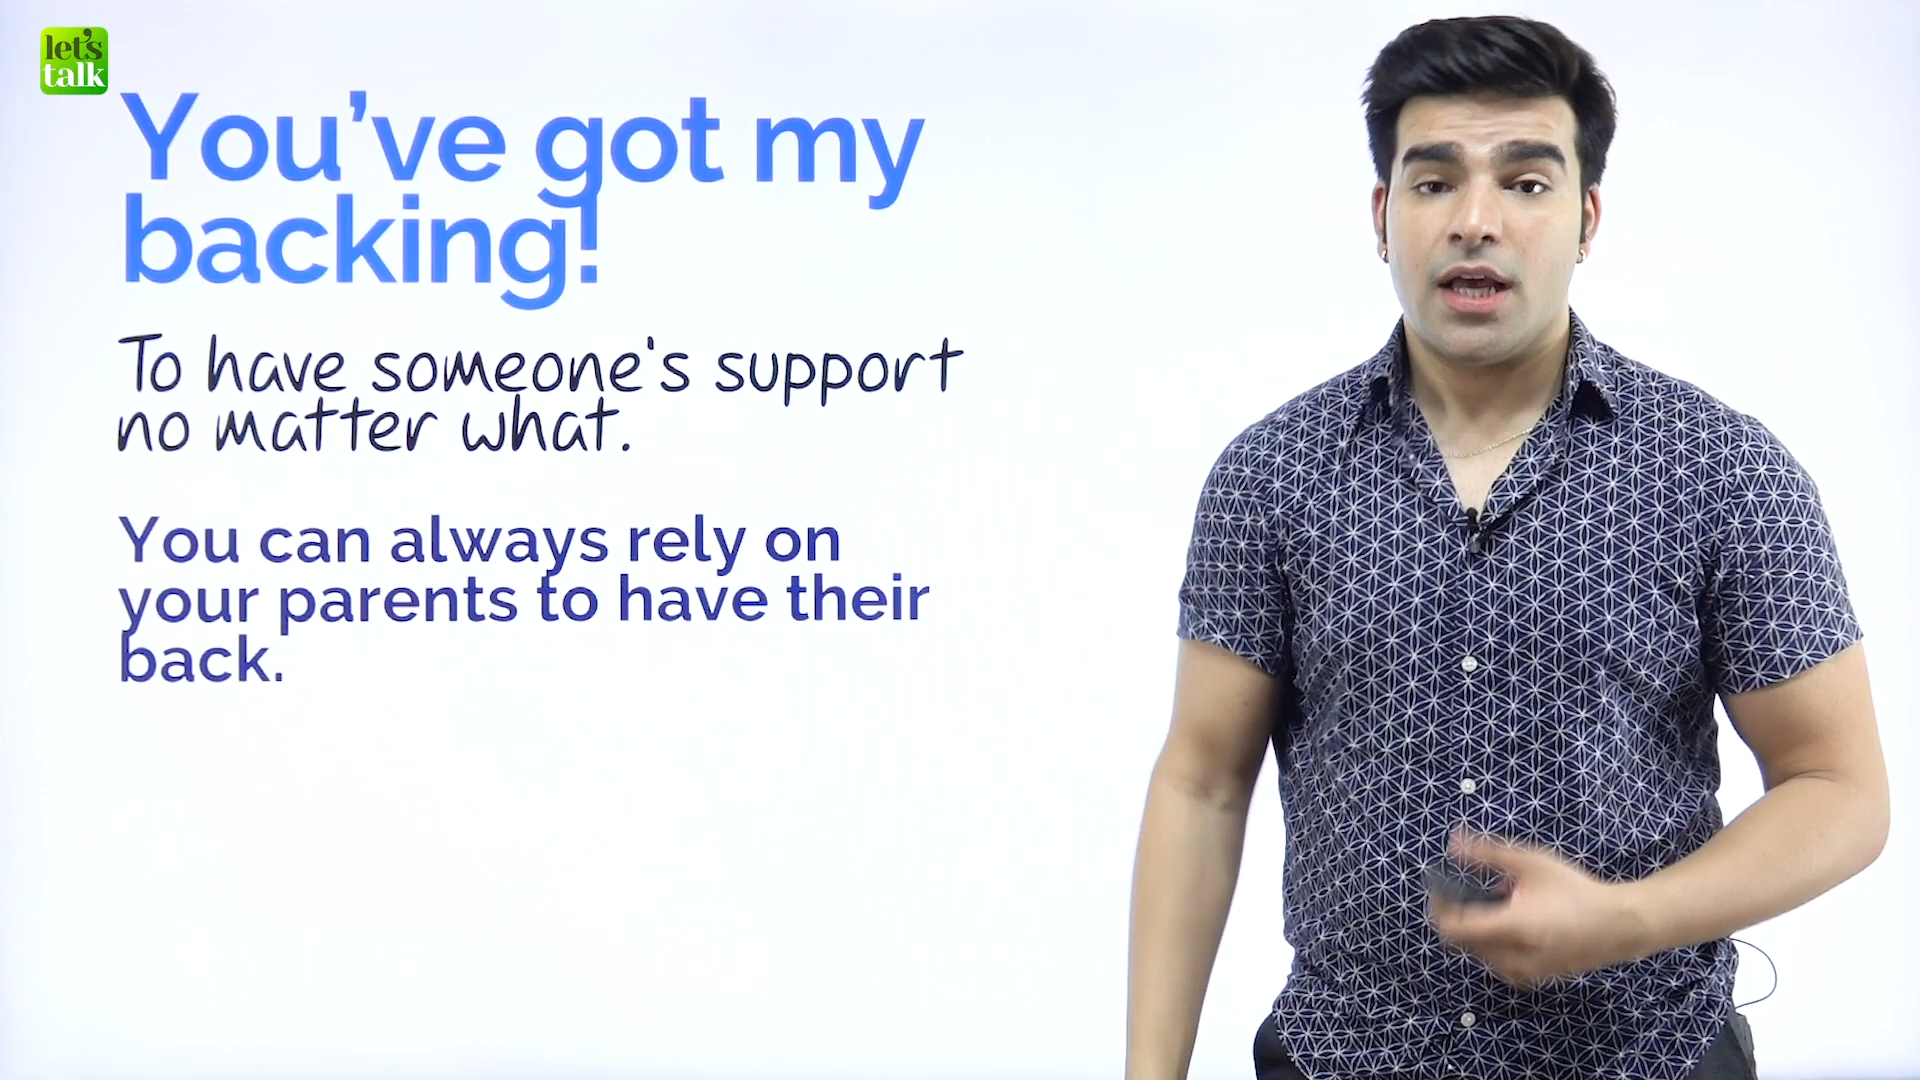 let's
talk
You've got my
backing!
To have someone's support
no matter what.
You can always rely on
your parents to have their
back.